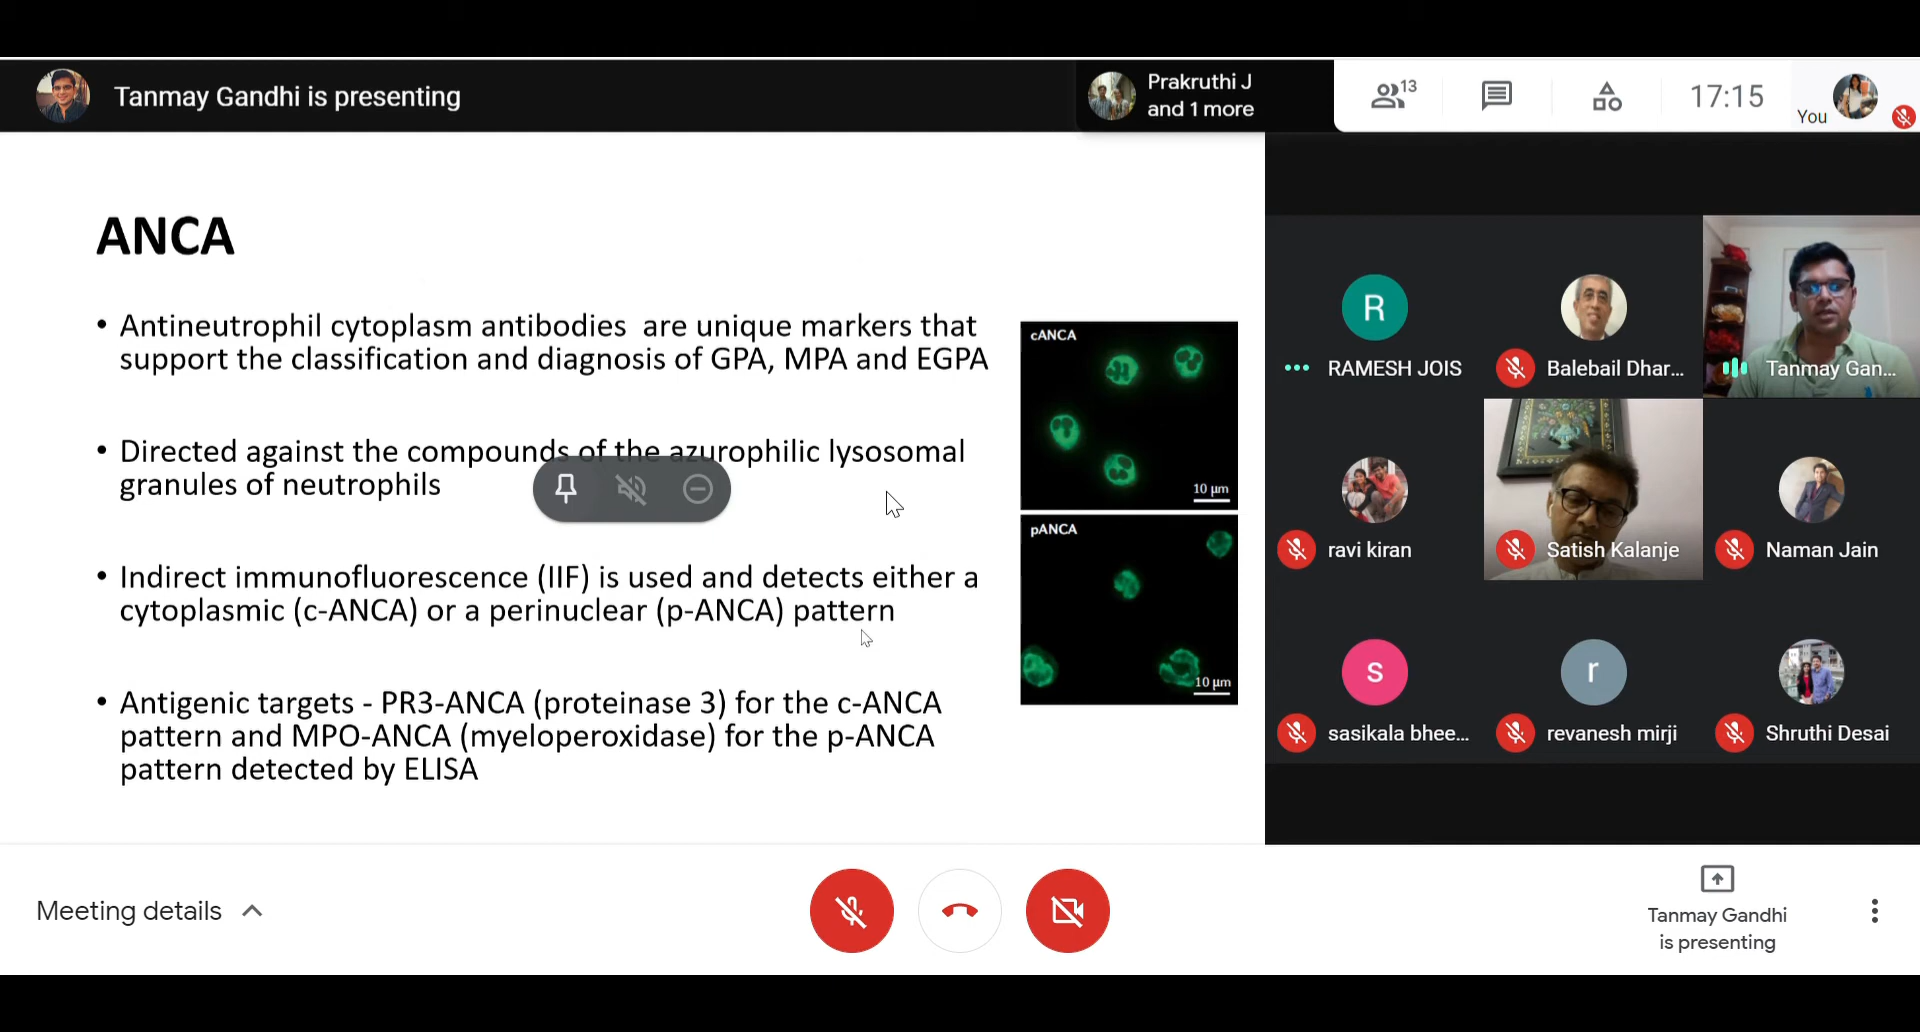 Tanmay Gandhi is presenting
Prakruthi J
and 1 more
13
17:15
You
ANCA
• Antineutrophil cytoplasm antibodies are unique markers that
support the classification and diagnosis of GPA, MPA and EGPA
• Directed against the compounds of the azurophilic lysosomal
granules of neutrophils
• Indirect immunofluorescence (IIF) is used and detects either a
cytoplasmic (c-ANCA) or a perinuclear (p-ANCA) pattern
• Antigenic targets - PR3-ANCA (proteinase 3) for the c-ANCA
pattern and MPO-ANCA (myeloperoxidase) for the p-ANCA
pattern detected by ELISA
cANCA
10 µm
pANCA
10 µm
R
RAMESH JOIS
Balebail Dhar...
Tanmay Gan...
ravi kiran
Satish Kalanje
Naman Jain
s
sasikala bhee...
r
revanesh mirji
Shruthi Desai
Meeting details
Tanmay Gandhi
is presenting